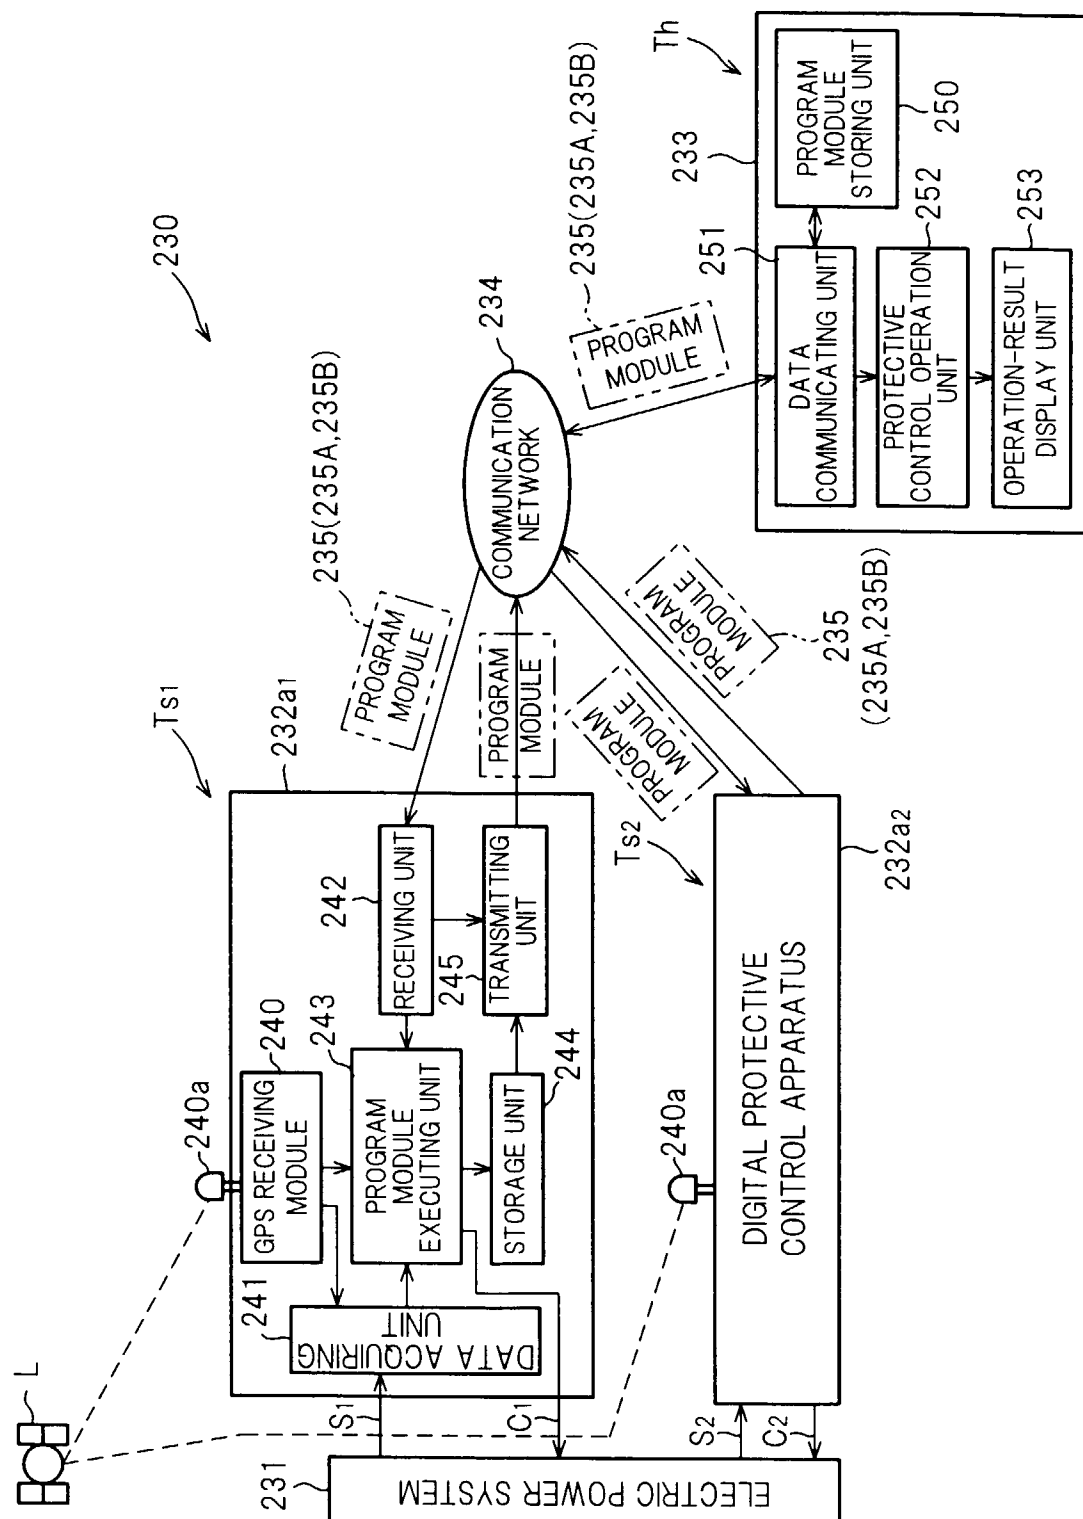 230
L
231
ELECTRIC POWER SYSTEM
S1
C1
S2
C2
Ts1
232a1
240a
240
GPS RECEIVING
MODULE
241
DATA ACQUIRING
UNIT
243
PROGRAM
MODULE
EXECUTING UNIT
242
RECEIVING UNIT
245
TRANSMITTING
UNIT
244
STORAGE UNIT
235(235A,235B)
PROGRAM
MODULE
PROGRAM
MODULE
234
COMMUNICATION
NETWORK
235(235A,235B)
PROGRAM
MODULE
PROGRAM
MODULE
PROGRAM
MODULE
235
(235A,235B)
Ts2
240a
232a2
DIGITAL PROTECTIVE
CONTROL APPARATUS
Th
233
251
DATA
COMMUNICATING UNIT
PROGRAM
MODULE
STORING UNIT
250
252
PROTECTIVE
CONTROL OPERATION
UNIT
253
OPERATION-RESULT
DISPLAY UNIT